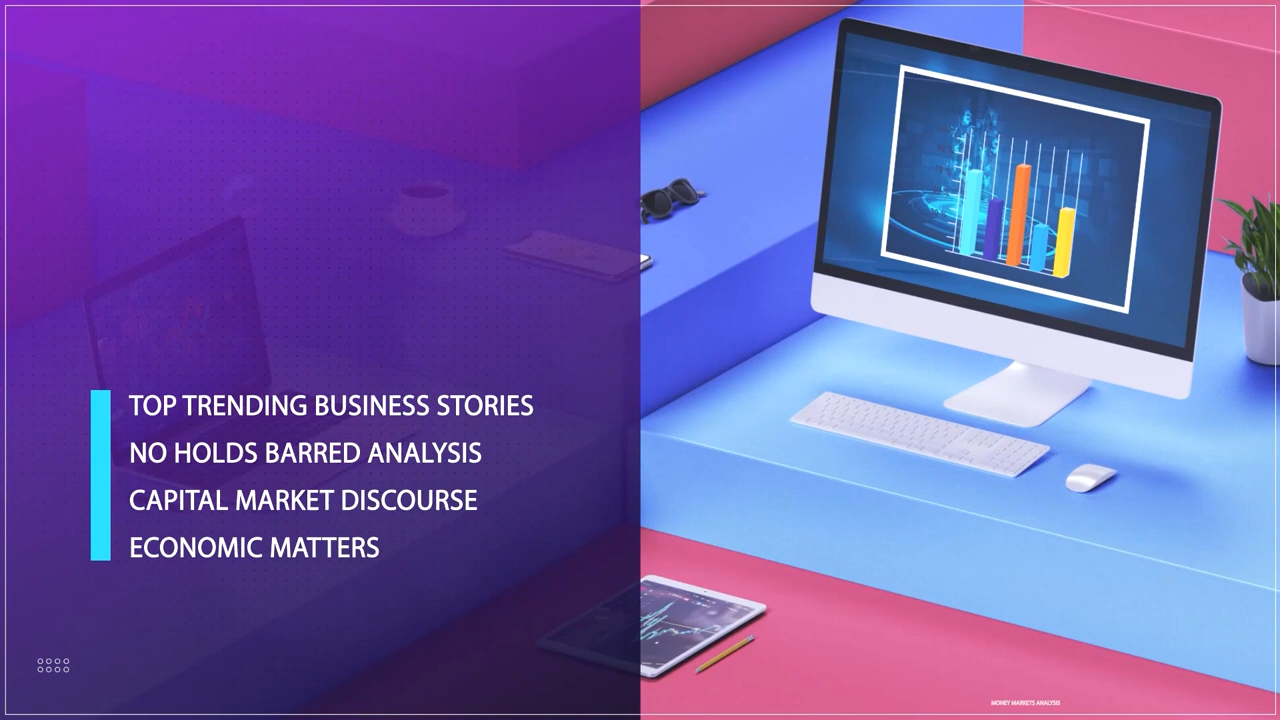 TOP TRENDING BUSINESS STORIES
NO HOLDS BARRED ANALYSIS
CAPITAL MARKET DISCOURSE
ECONOMIC MATTERS
MONEY MARKETS ANALYSIS